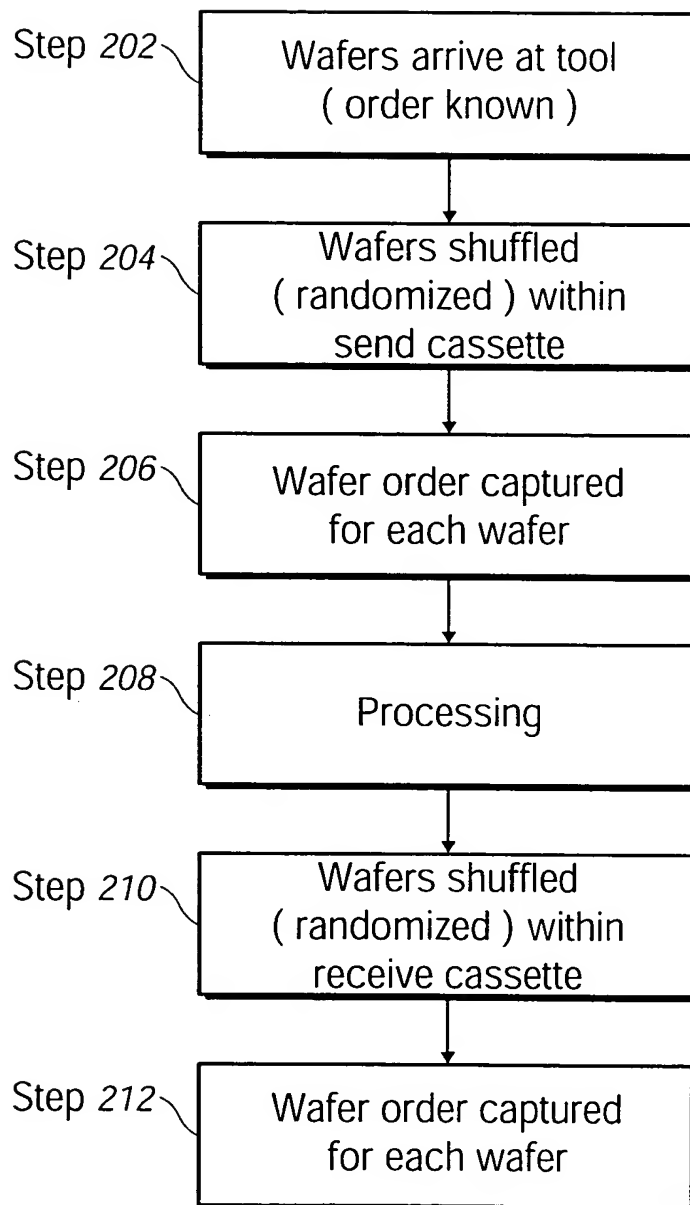 Step 202
Wafers arrive at tool
( order known )
Step 204
Wafers shuffled
( randomized ) within
send cassette
Step 206
Wafer order captured
for each wafer
Step 208
Processing
Step 210
Wafers shuffled
( randomized ) within
receive cassette
Step 212
Wafer order captured
for each wafer